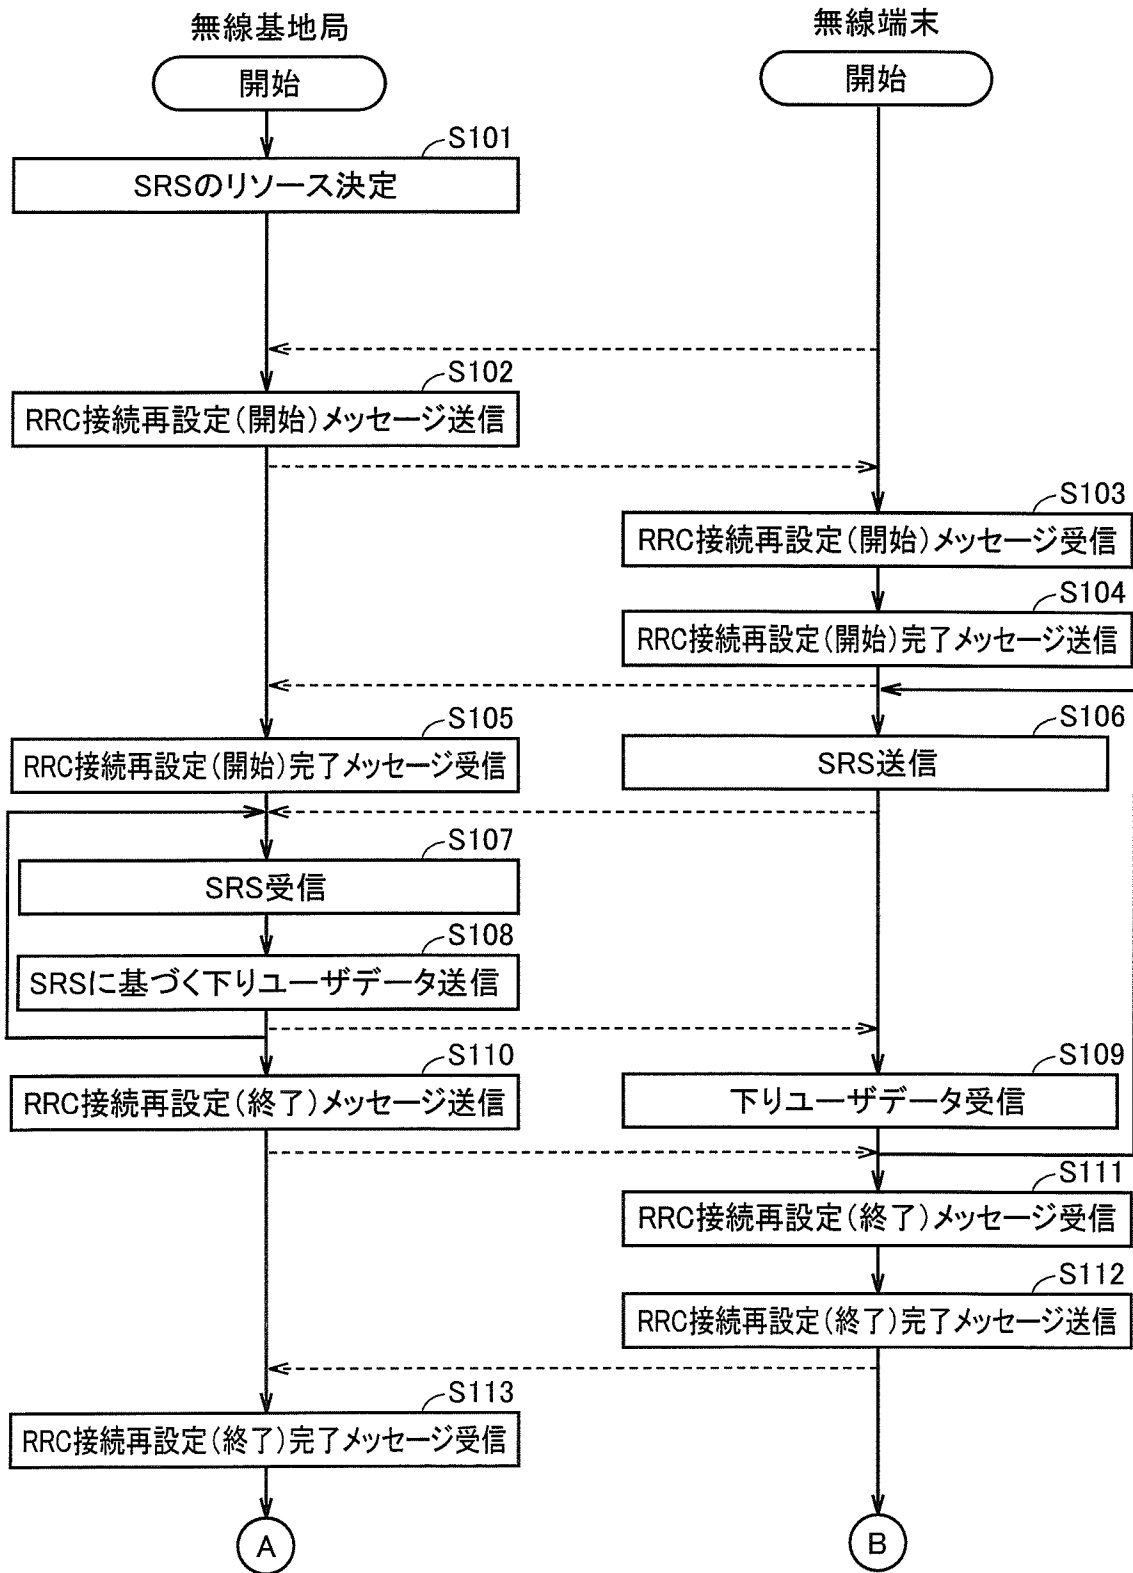 無線基地局
無線端末
開始
開始
S101
SRSのリソース決定
S102
RRC接続再設定(開始)メッセージ送信
S103
RRC接続再設定(開始)メッセージ受信
S104
RRC接続再設定(開始)完了メッセージ送信
S105
RRC接続再設定(開始)完了メッセージ受信
S106
SRS送信
S107
SRS受信
S108
SRSに基づく下りユーザデータ送信
S110
RRC接続再設定(終了)メッセージ送信
S109
下りユーザデータ受信
S111
RRC接続再設定(終了)メッセージ受信
S112
RRC接続再設定(終了)完了メッセージ送信
S113
RRC接続再設定(終了)完了メッセージ受信
A
B